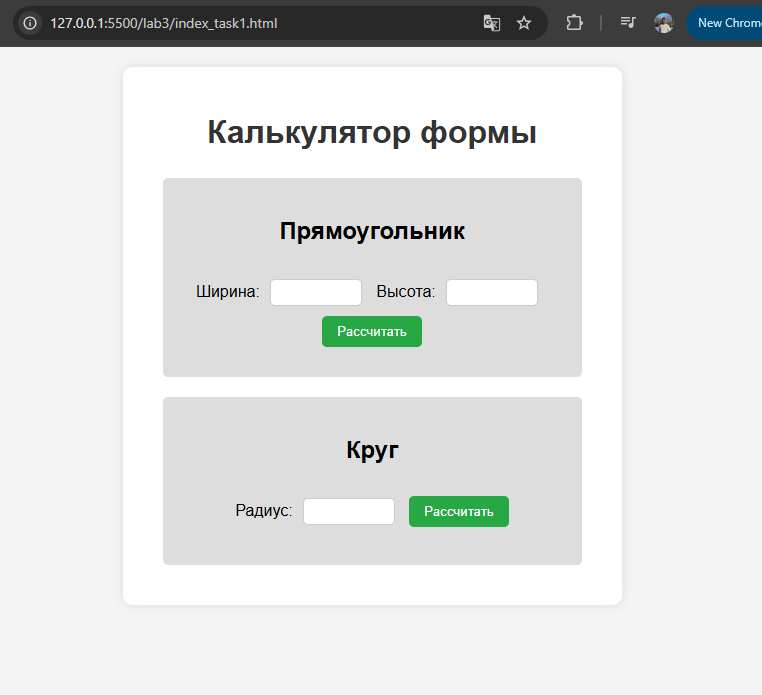 127.0.0.1:5500/lab3/index_task1.html
New Chrom
Калькулятор формы
Прямоугольник
Ширина: Высота:
Рассчитать
Круг
Радиус: Рассчитать